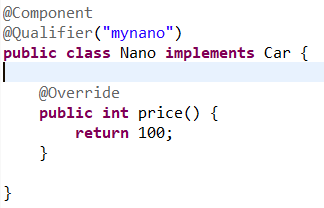 @Component
@Qualifier("mynano")
public class Nano implements Car {
@Override
public int price() {
return 100;
}
}